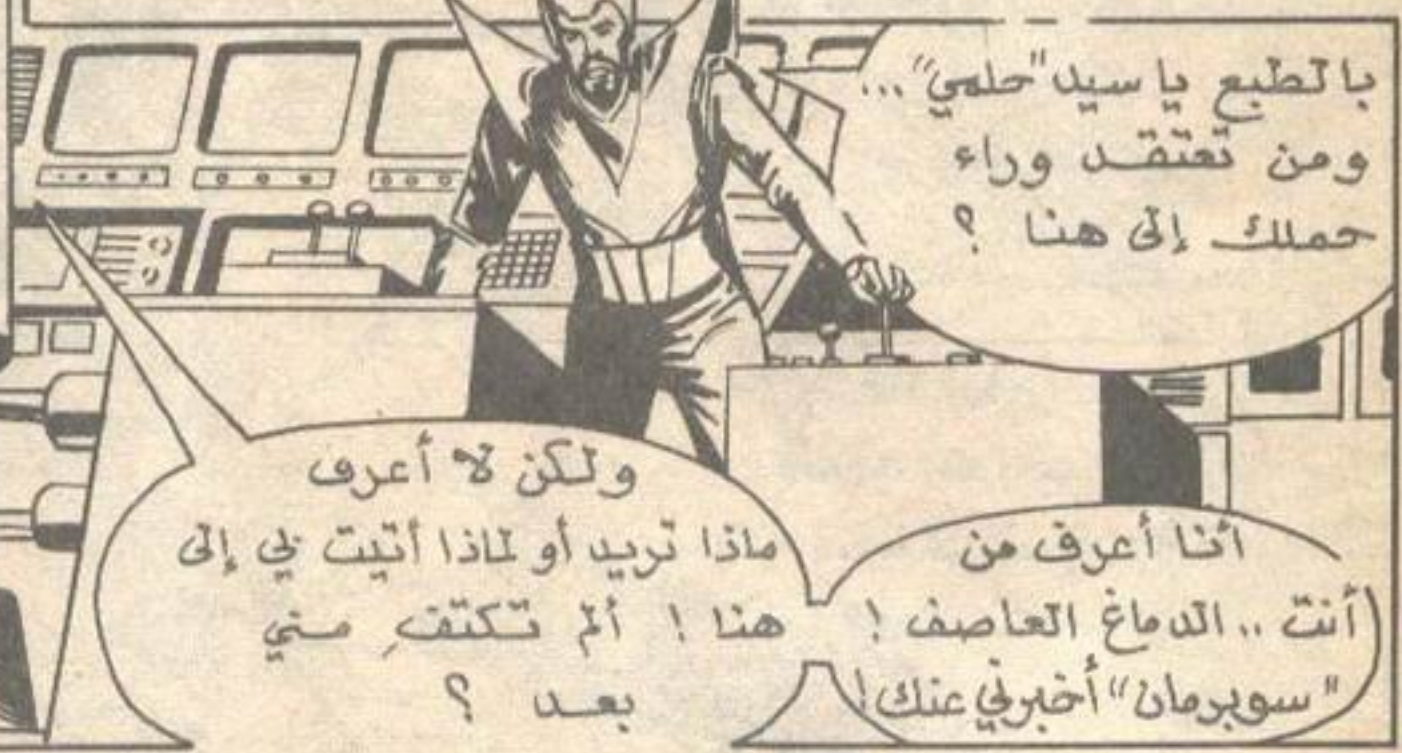 بالطبع يا سيد "حلمي" ...
ومن تعتقد وراء
حملك إلى هنا ؟
أنا أعرف من
أنت .. الدماغ العاصف !
"سوبرمان" أخبرني عنك !
ولكن لا أعرف
ماذا تريد أو لماذا أتيت بي إلى
هنا ! ألم تكتفِ مني
بعد ؟